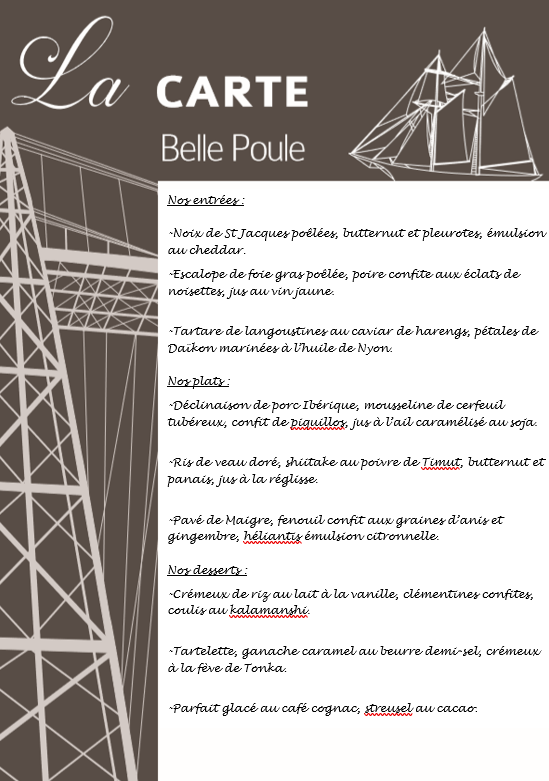 La CARTE
Belle Poule
Nos entrées :
~Noix de St Jacques poêlées, butternut et pleurotes, émulsion
au cheddar.
~Escalope de foie gras poêlée, poire confite aux éclats de
noisettes, jus au vin jaune.
~Tartare de langoustines au caviar de harengs, pétales de
Daïkon marinées à l'huile de Nyon.
Nos plats :
~Déclinaison de porc Ibérique, mousseline de cerfeuil
tubéreux, confit de piquillos, jus à l'ail caramélisé au soja.
~Ris de veau doré, shiitake au poivre de Timut, butternut et
panais, jus à la réglisse.
~Pavé de Maigre, fenouil confit aux graines d'anis et
gingembre, héliantis émulsion citronnelle.
Nos desserts :
~Crémeux de riz au lait à la vanille, clémentines confites,
coulis au kalamanshi.
~Tartelette, ganache caramel au beurre demi-sel, crémeux
à la fève de Tonka.
~Parfait glacé au café cognac, streusel au cacao.